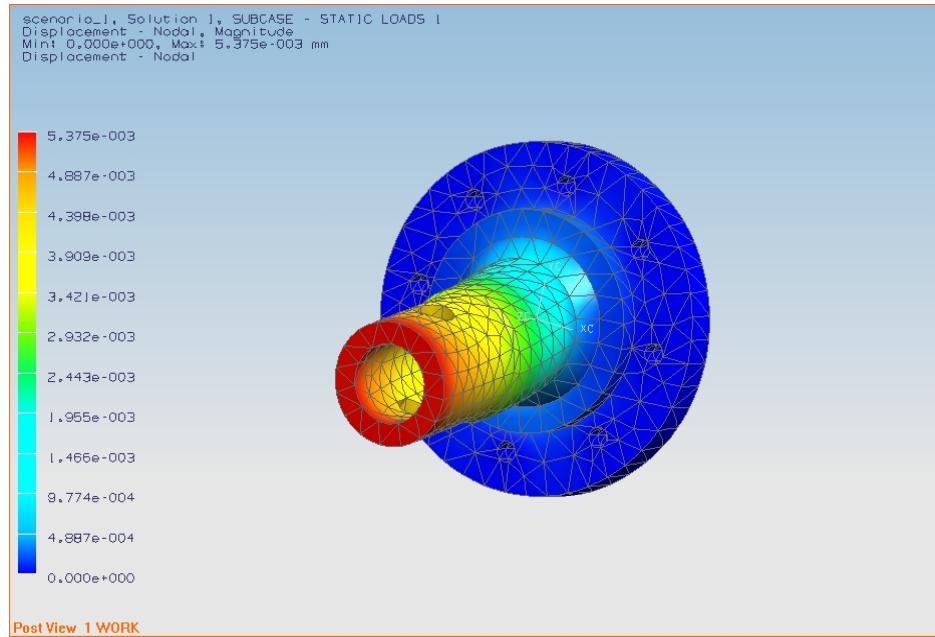 scenario_1, Solution 1, SUBCASE - STATIC LOADS 1
Displacement - Nodal, Magnitude
Min: 0.000e+000, Max: 5.375e-003 mm
Displacement - Nodal
5.375e-003
4.887e-003
4.398e-003
3.909e-003
3.421e-003
2.932e-003
2.443e-003
1.955e-003
1.466e-003
9.774e-004
4.887e-004
0.000e+000
XC
Post View 1 WORK